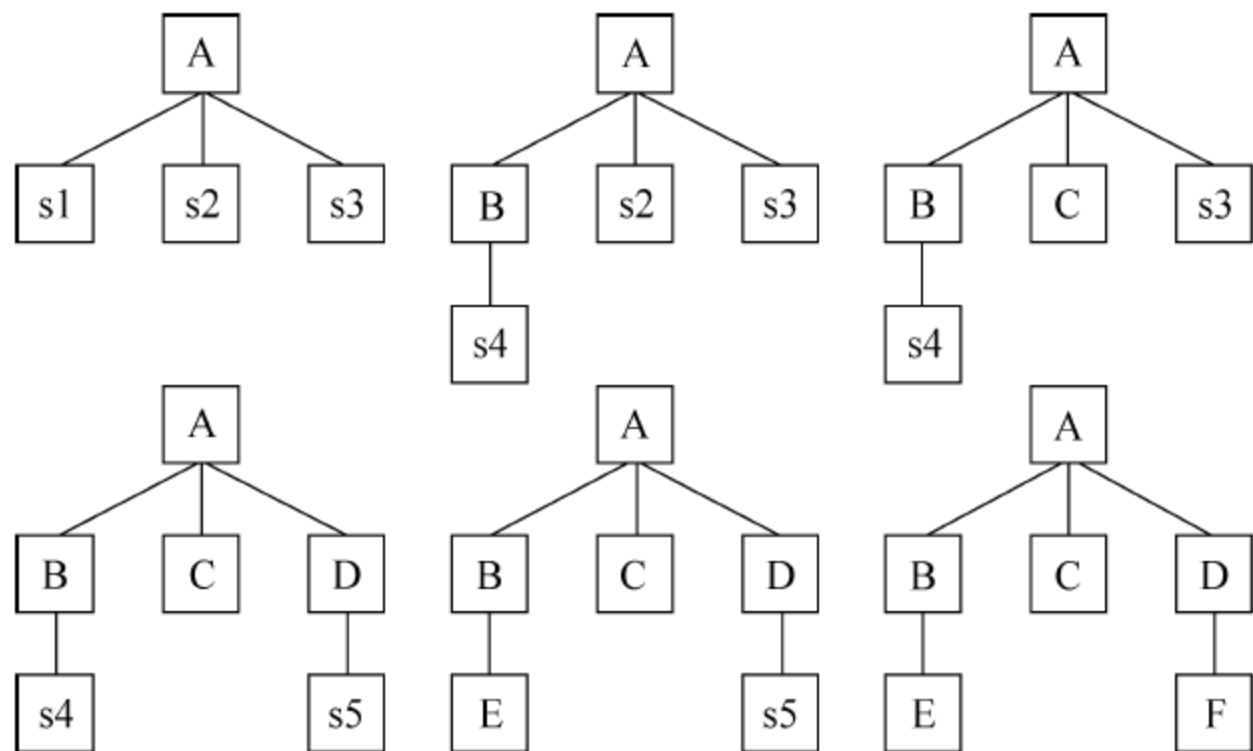 A A A
s1 s2 s3 B s2 s3 B C s3
s4 s4
A A A
B C D B C D B C D
s4 s5 E s5 E F